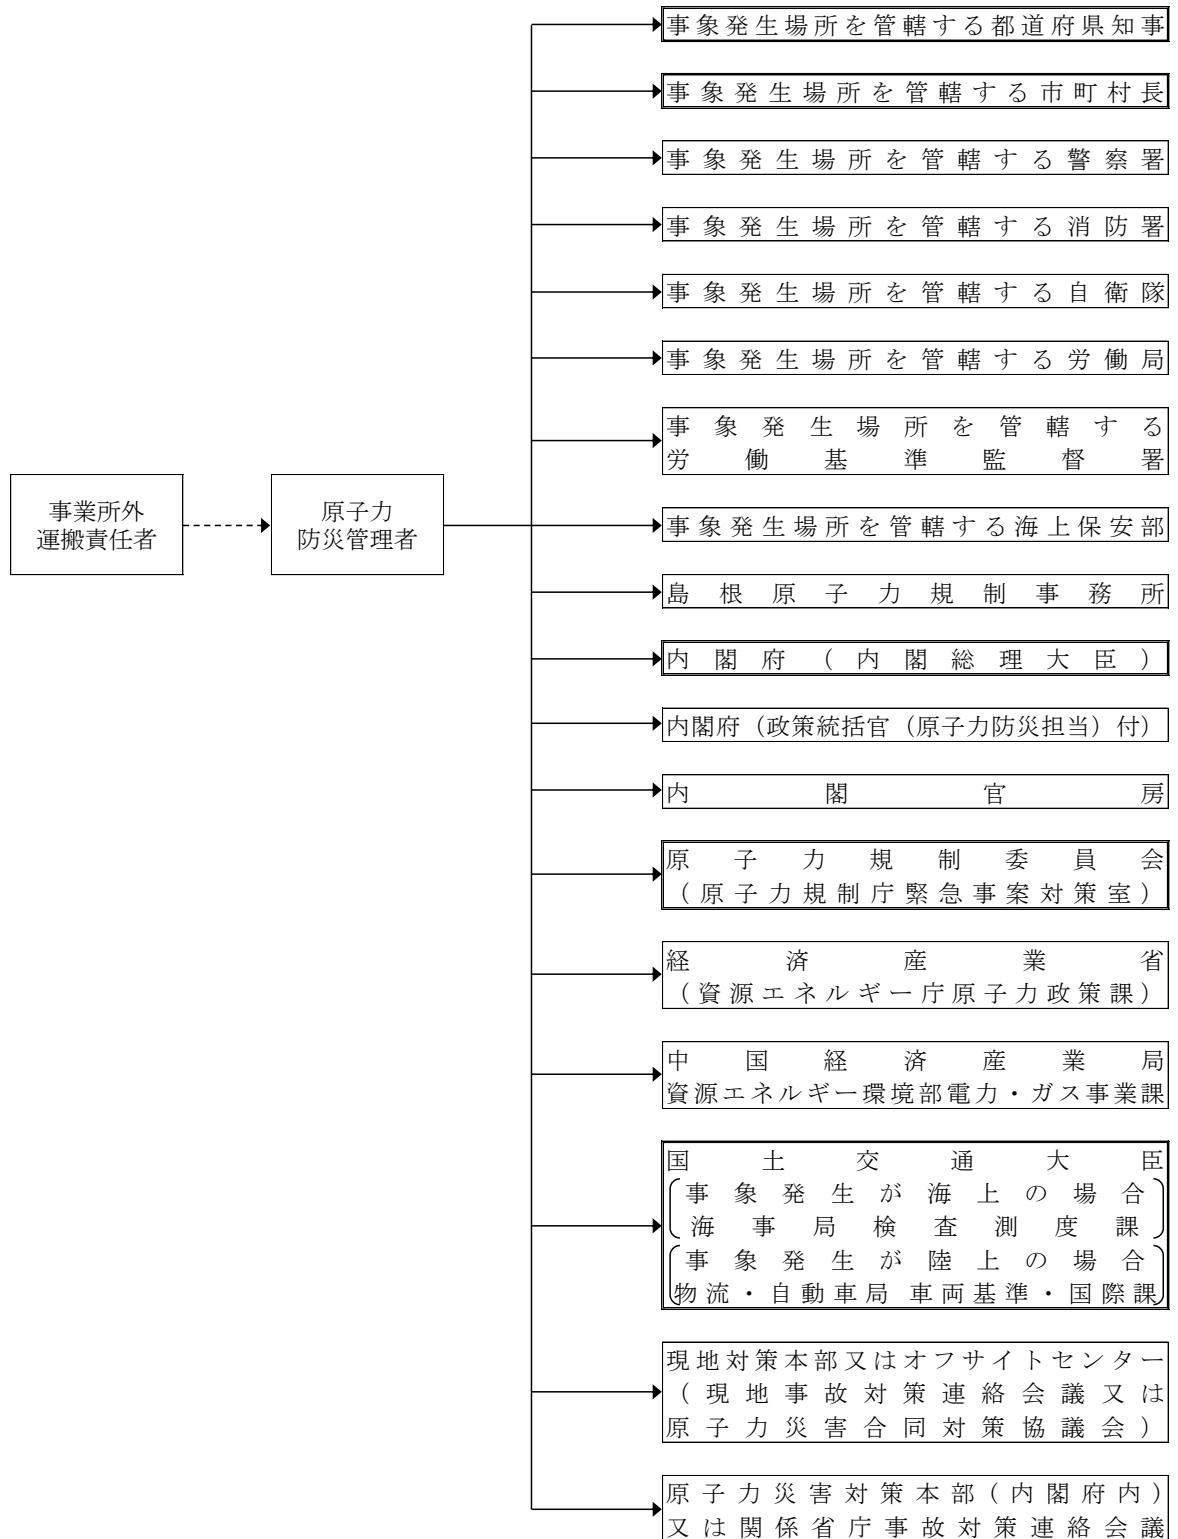 事象発生場所を管轄する都道府県知事
事象発生場所を管轄する市町村長
事象発生場所を管轄する警察署
事象発生場所を管轄する消防署
事象発生場所を管轄する自衛隊
事象発生場所を管轄する労働局
事象発生場所を管轄する
労働基準監督署
事業所外
運搬責任者
原子力
防災管理者
事象発生場所を管轄する海上保安部
島根原子力規制事務所
内閣府（内閣総理大臣）
内閣府（政策統括官（原子力防災担当）付）
内閣官房
原子力規制委員会
（原子力規制庁緊急事案対策室）
経済産業省
（資源エネルギー庁原子力政策課）
中国経済産業局
資源エネルギー環境部電力・ガス事業課
国土交通大臣
事象発生が海上の場合
海事局検査測度課
事象発生が陸上の場合
物流・自動車局 車両基準・国際課
現地対策本部又はオフサイトセンター
（現地事故対策連絡会議又は
原子力災害合同対策協議会）
原子力災害対策本部（内閣府内）
又は関係省庁事故対策連絡会議